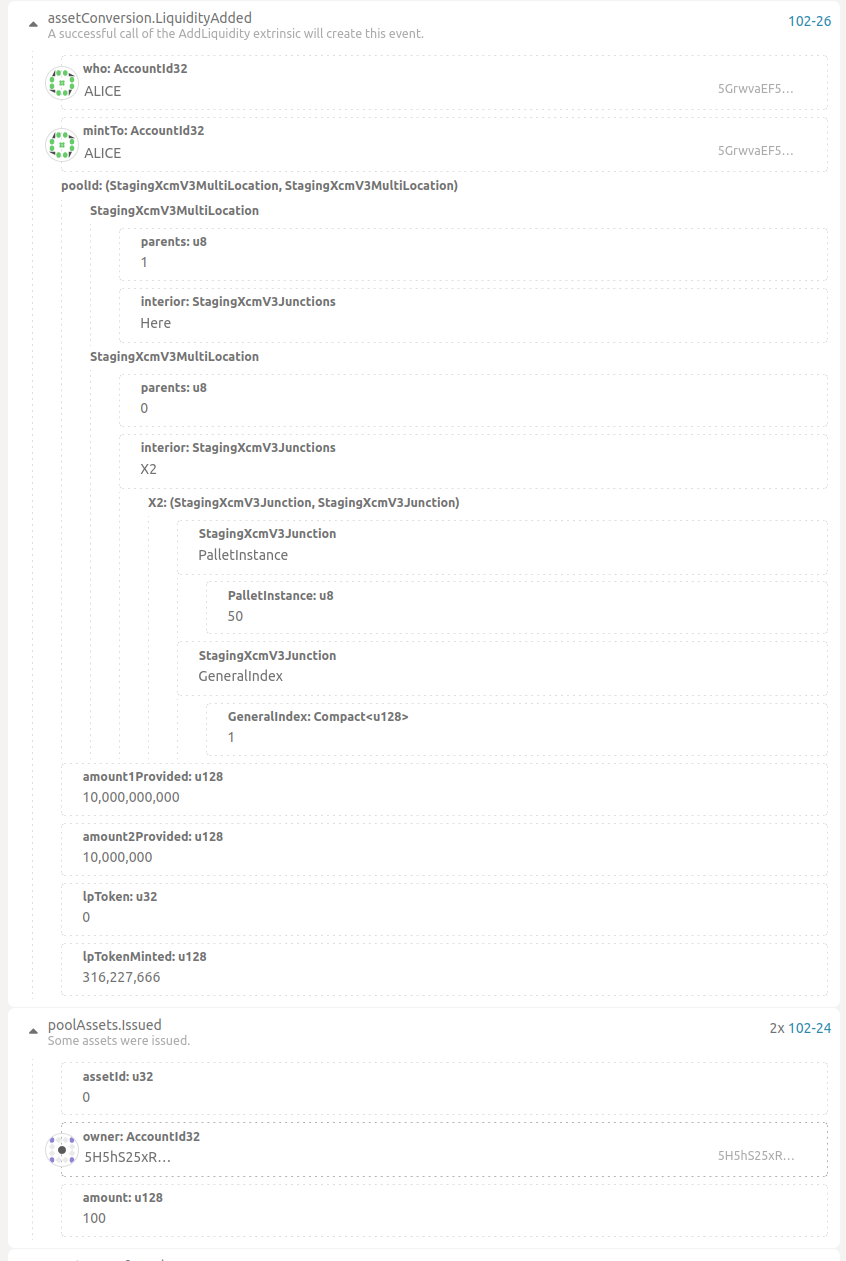 assetConversion.LiquidityAdded
102-26
A successful call of the AddLiquidity extrinsic will create this event.
who: AccountId32
ALICE
5GrwvaEF5...
mintTo: AccountId32
ALICE
5GrwvaEF5...
poolId: (StagingXcmV3MultiLocation, StagingXcmV3MultiLocation)
StagingXcmV3MultiLocation
parents: u8
1
interior: StagingXcmV3Junctions
Here
StagingXcmV3MultiLocation
parents: u8
0
interior: StagingXcmV3Junctions
X2
X2: (StagingXcmV3Junction, StagingXcmV3Junction)
StagingXcmV3Junction
PalletInstance
PalletInstance: u8
50
StagingXcmV3Junction
GeneralIndex
GeneralIndex: Compact<u128>
1
amount1Provided: u128
10,000,000,000
amount2Provided: u128
10,000,000
lpToken: u32
0
lpTokenMinted: u128
316,227,666
poolAssets.Issued
2x 102-24
Some assets were issued.
assetId: u32
0
owner: AccountId32
5H5hS25xR...
5H5hS25xR...
amount: u128
100